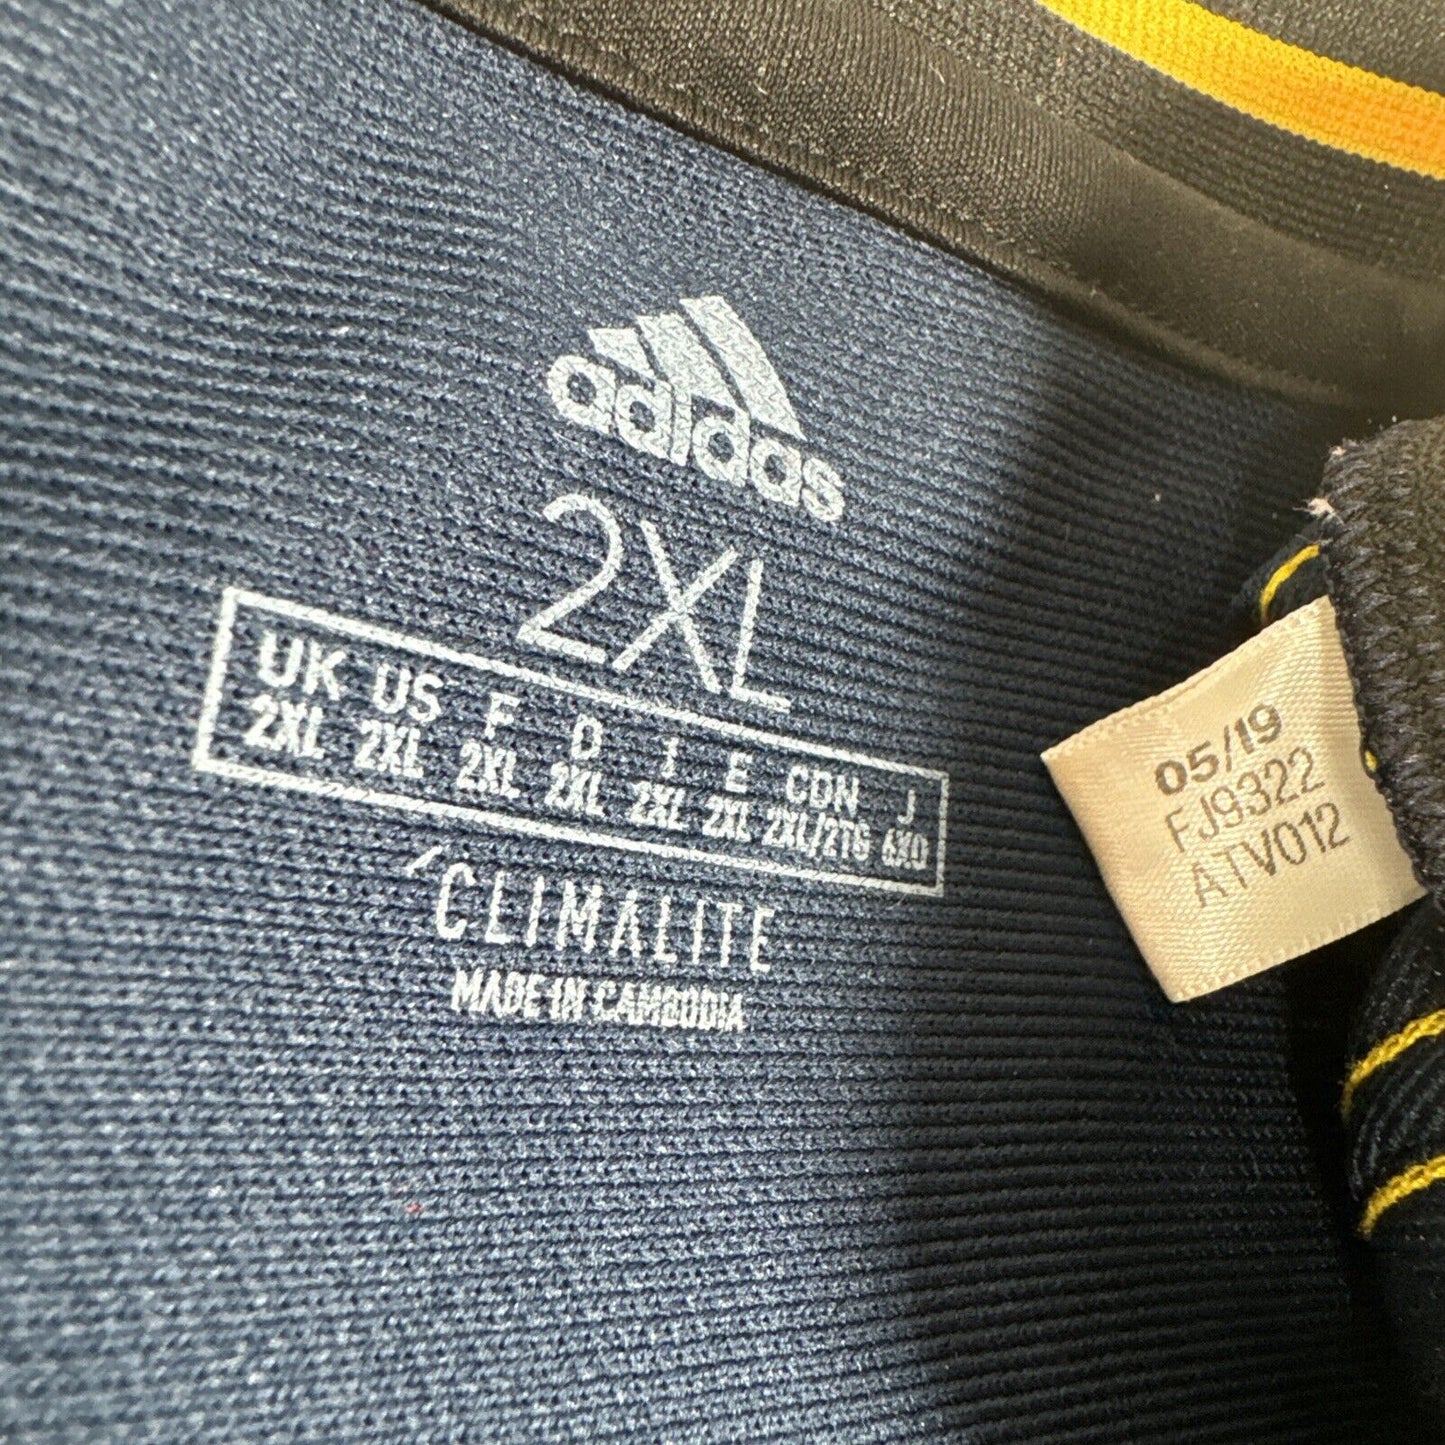 adidas
2XL
UK US F D I E CDN J
2XL 2XL 2XL 2XL 2XL 2XL 2XL/2TG 6XO
CLIMALITE
MADE IN CAMBODIA
05/19
FJ9322
ATV012